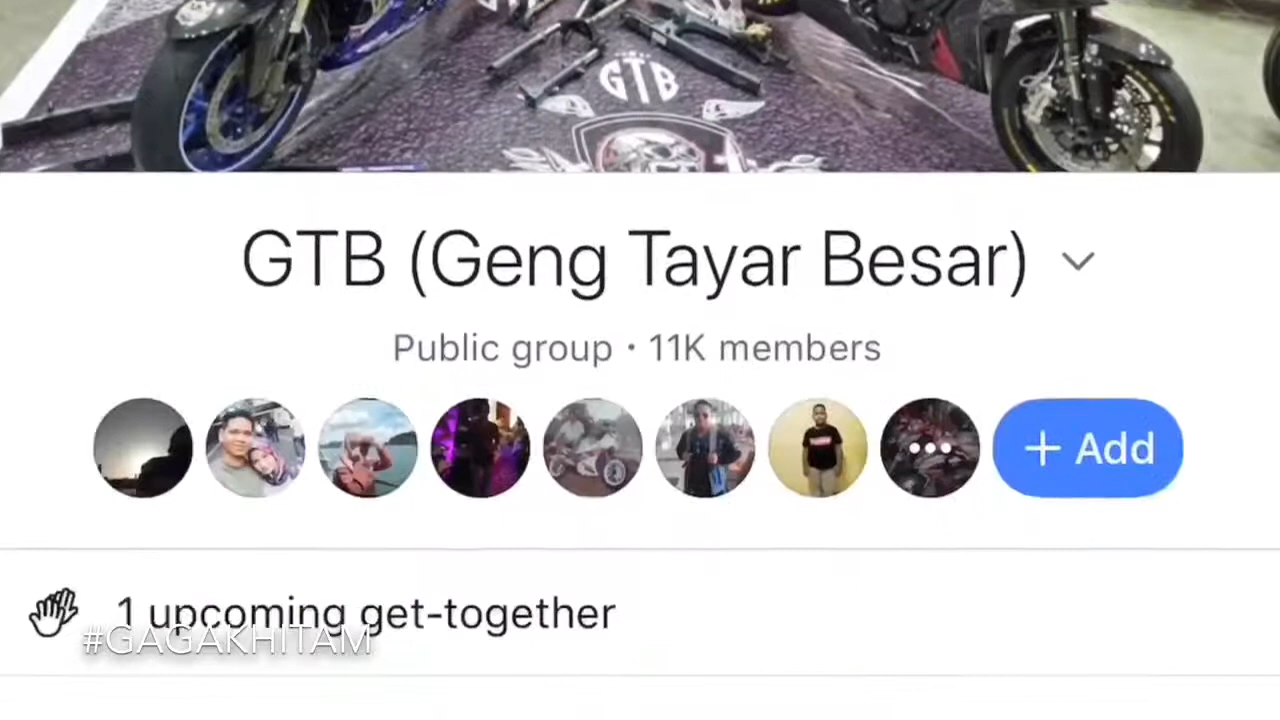 GTB
GTB (Geng Tayar Besar)
Public group · 11K members
+ Add
1 upcoming get-together
#GAGAKHITAM